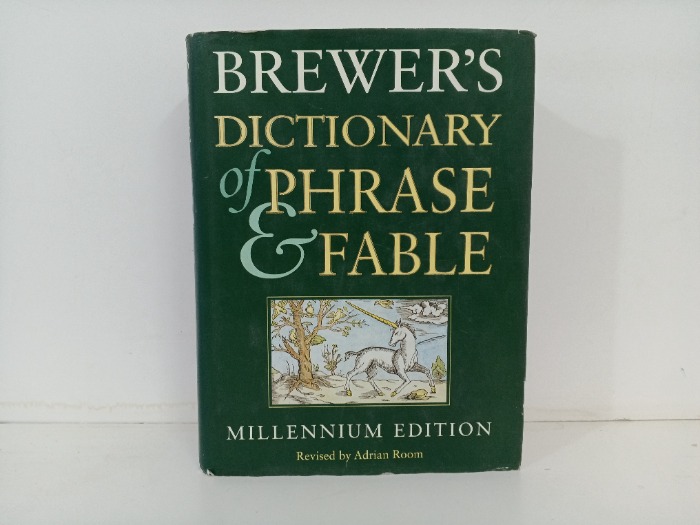 BREWER'S
DICTIONARY
of PHRASE
& FABLE
MILLENNIUM EDITION
Revised by Adrian Room